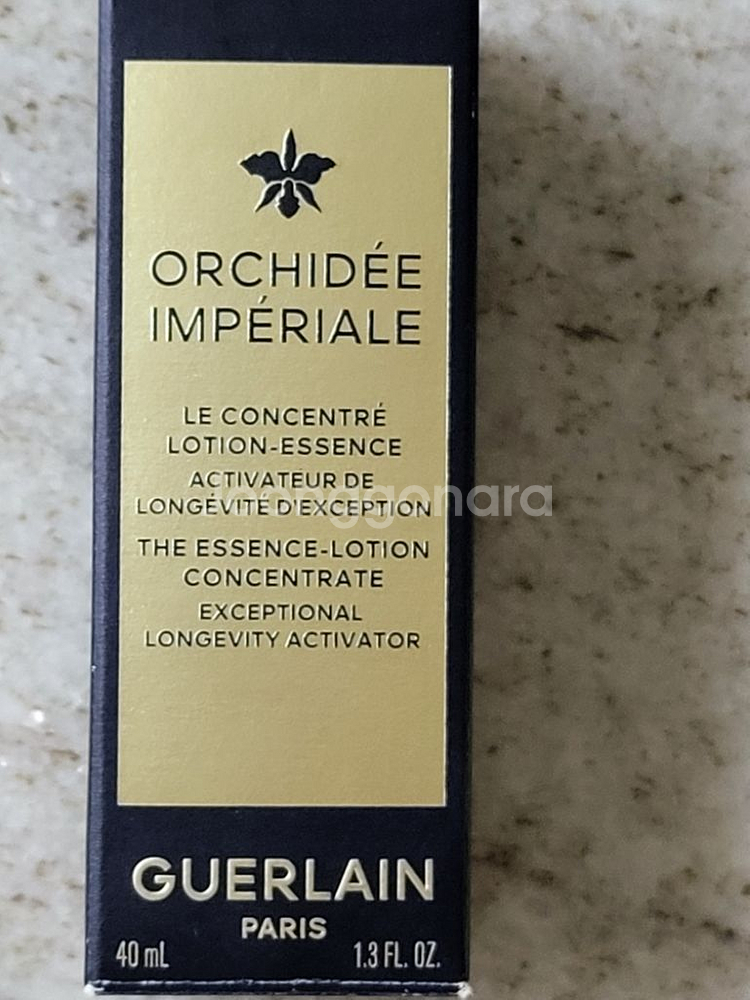 ORCHIDÉE
IMPÉRIALE
LE CONCENTRÉ
LOTION-ESSENCE
ACTIVATEUR DE
LONGÉVITÉ D'EXCEPTION
joonggonara
THE ESSENCE-LOTION
CONCENTRATE
EXCEPTIONAL
LONGEVITY ACTIVATOR
GUERLAIN
PARIS
40 mL 1.3 FL. OZ.